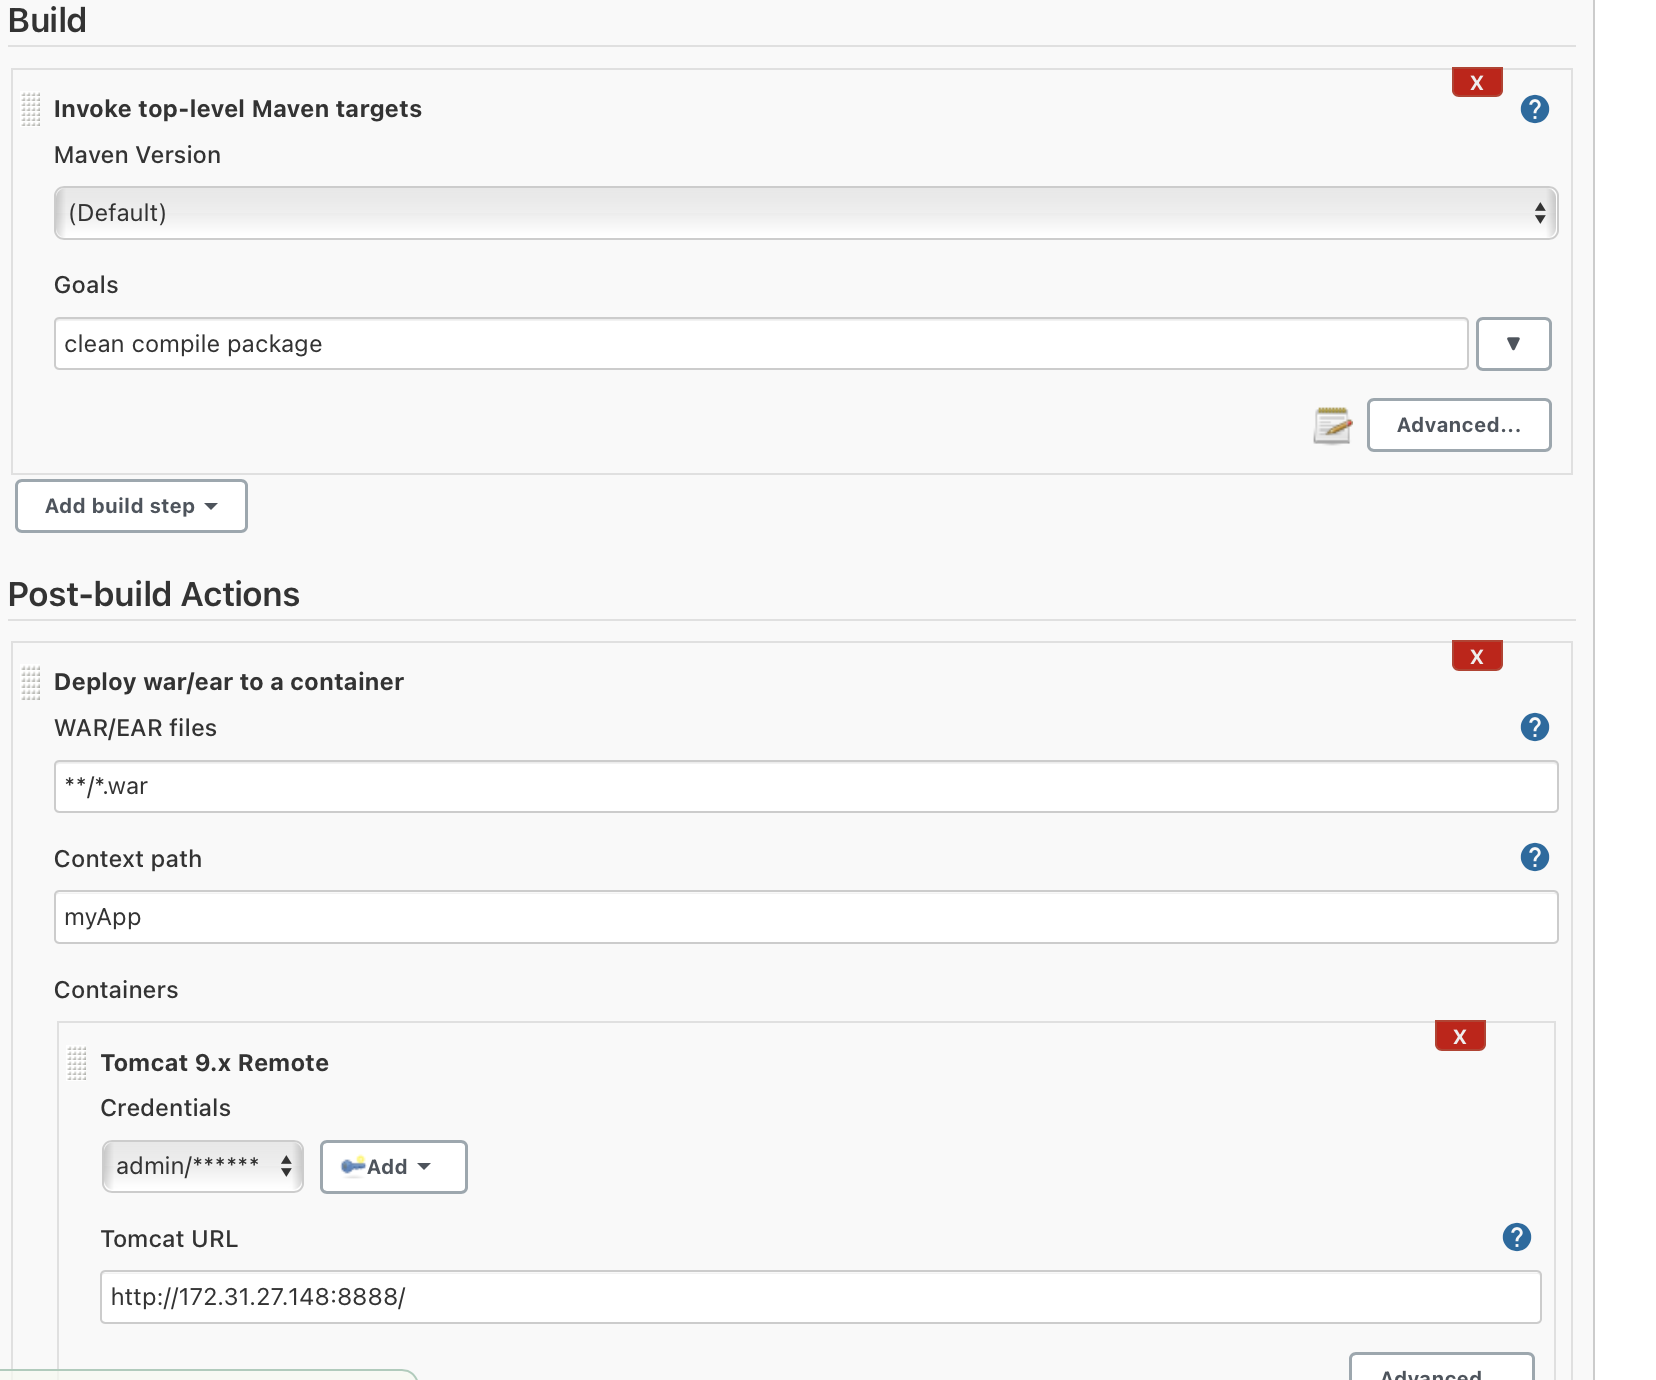 Build
X
Invoke top-level Maven targets
?
Maven Version
(Default)
Goals
clean compile package
▼
Advanced...
Add build step
Post-build Actions
X
Deploy war/ear to a container
WAR/EAR files
?
**/*.war
Context path
?
myApp
Containers
X
Tomcat 9.x Remote
Credentials
admin/******
Add
Tomcat URL
?
http://172.31.27.148:8888/
Advanced